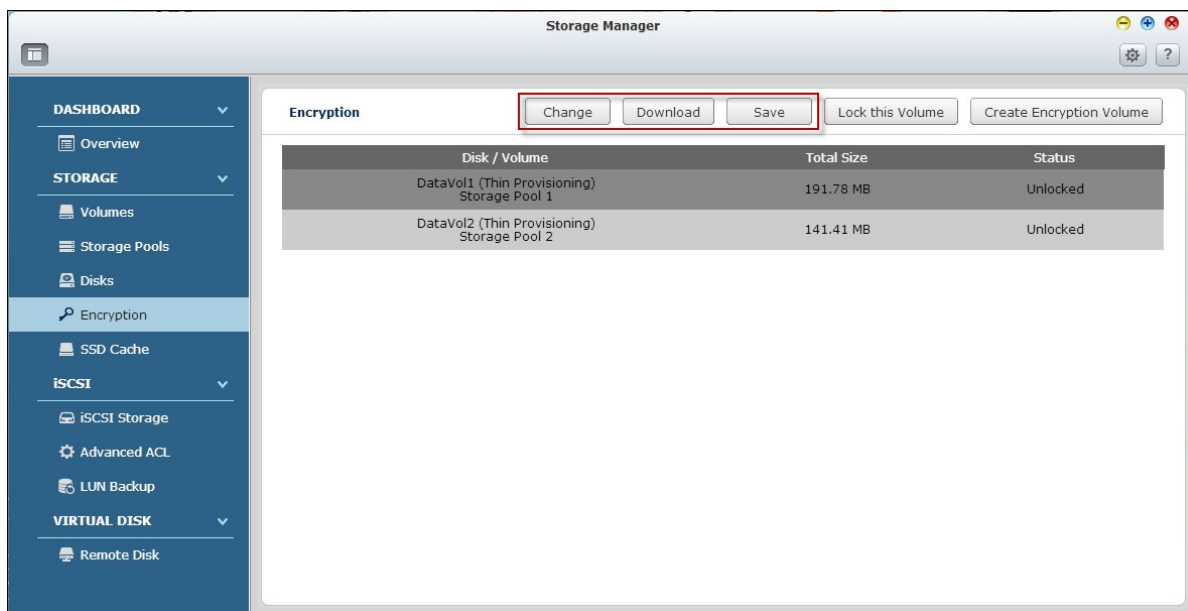 Storage Manager
?
DASHBOARD
Overview
STORAGE
Volumes
Storage Pools
Disks
Encryption
SSD Cache
iSCSI
iSCSI Storage
Advanced ACL
LUN Backup
VIRTUAL DISK
Remote Disk
Encryption Change Download Save Lock this Volume Create Encryption Volume
Disk / Volume Total Size Status
DataVol1 (Thin Provisioning)
Storage Pool 1 191.78 MB Unlocked
DataVol2 (Thin Provisioning)
Storage Pool 2 141.41 MB Unlocked